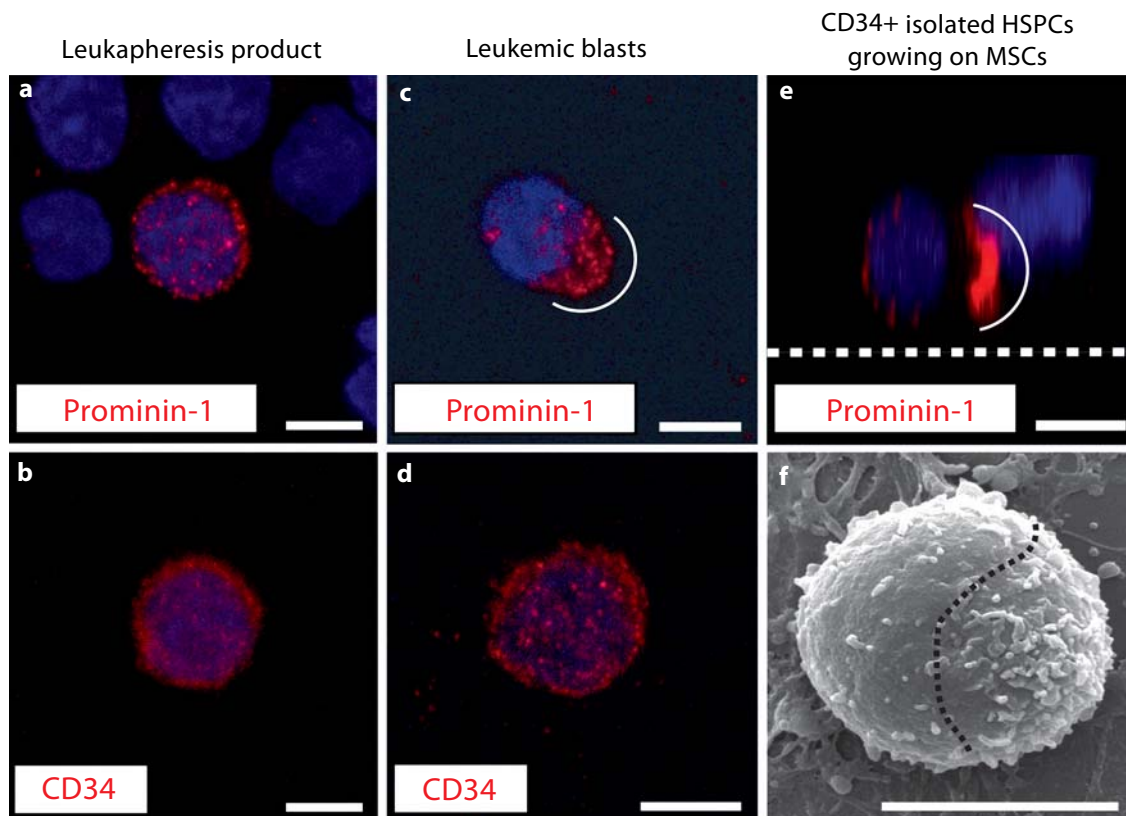 Leukapheresis product
Leukemic blasts
CD34+ isolated HSPCs
growing on MSCs
a
Prominin-1
c
Prominin-1
e
Prominin-1
b
CD34
d
CD34
f